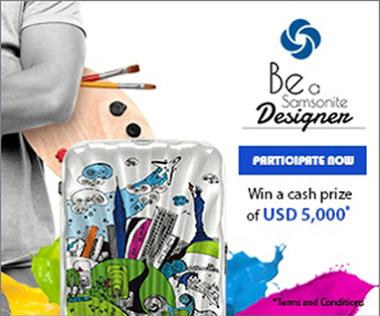 Be a
Samsonite
Designer
PARTICIPATE NOW
Win a cash prize
of USD 5,000*
*Terms and Conditions